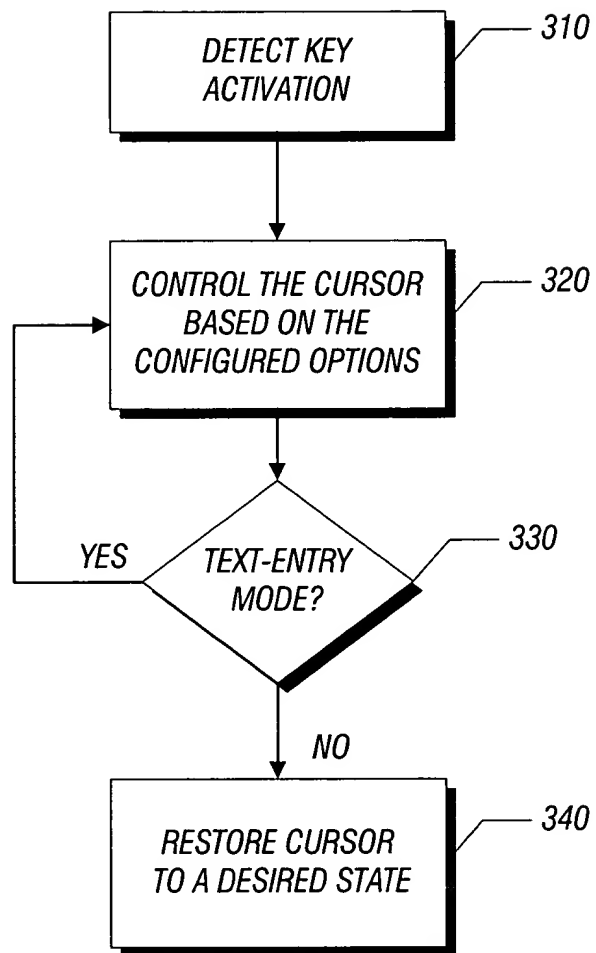 DETECT KEY
ACTIVATION
310
CONTROL THE CURSOR
BASED ON THE
CONFIGURED OPTIONS
320
YES
TEXT-ENTRY
MODE?
330
NO
RESTORE CURSOR
TO A DESIRED STATE
340